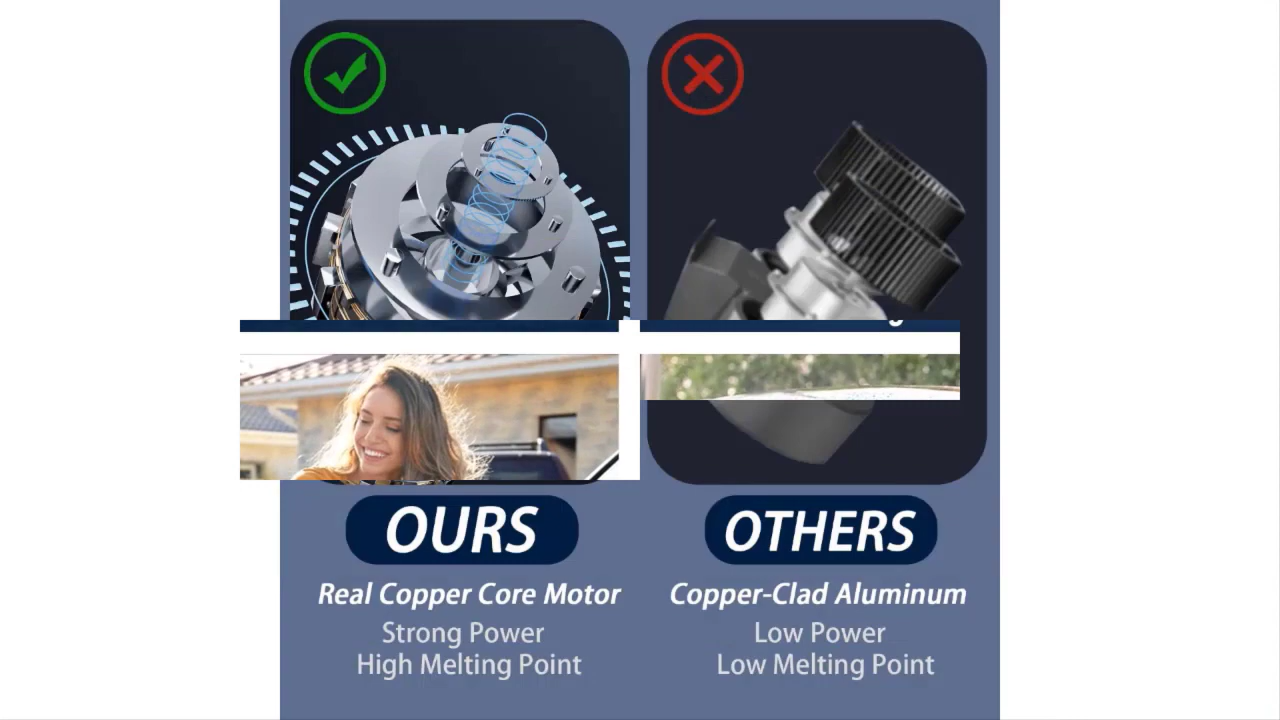 OURS
OTHERS
Real Copper Core Motor
Copper-Clad Aluminum
Strong Power
Low Power
High Melting Point
Low Melting Point